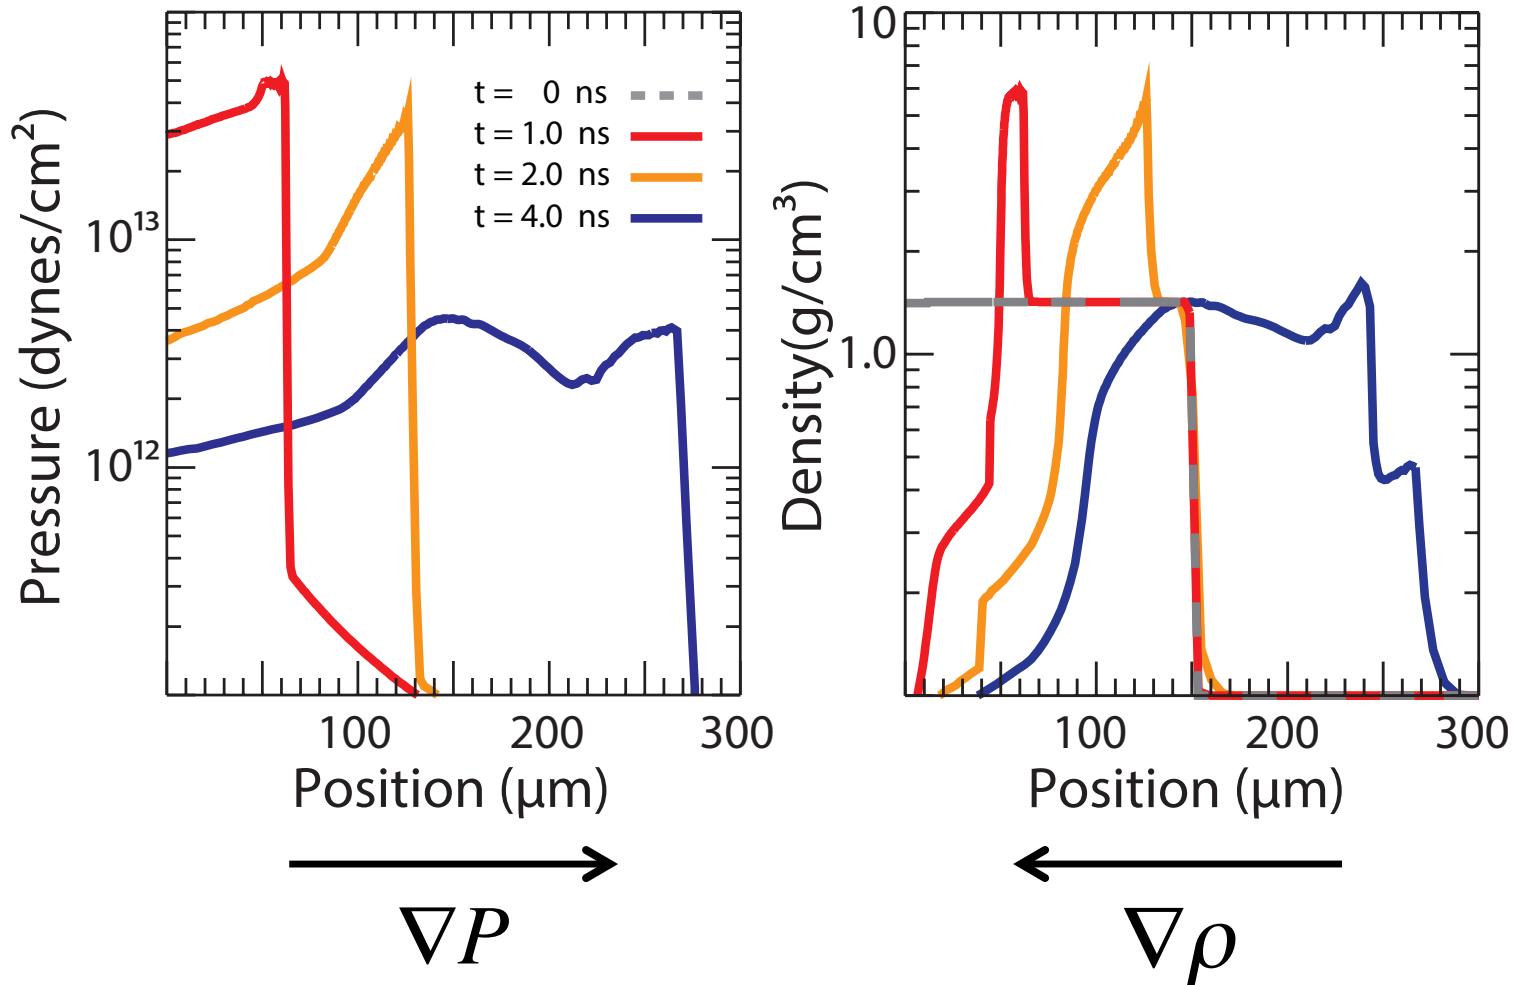 Pressure (dynes/cm²)
10¹³
10¹²
t = 0 ns
t = 1.0 ns
t = 2.0 ns
t = 4.0 ns
100 200 300
Position (μm)
∇P
Density(g/cm³)
10
1.0
100 200 300
Position (μm)
∇ρ